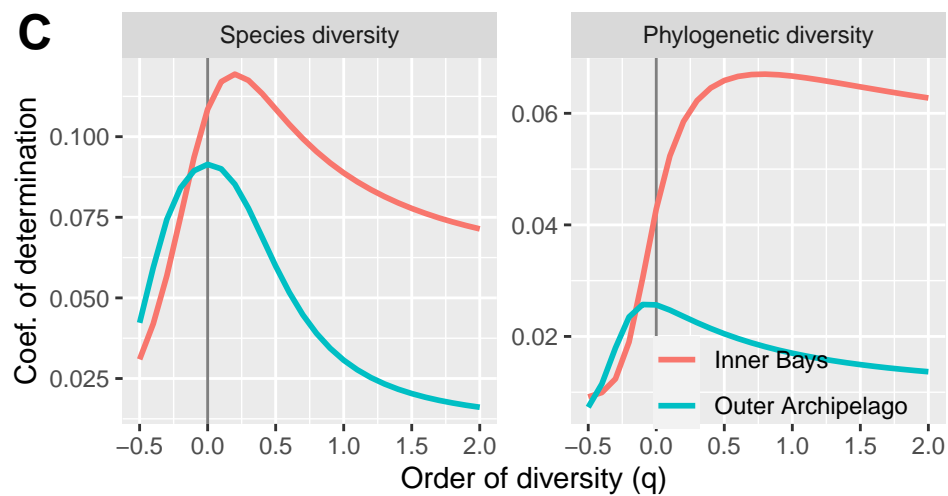 C
Species diversity
Phylogenetic diversity
Coef. of determination
0.100
0.075
0.050
0.025
0.06
0.04
0.02
Inner Bays
Outer Archipelago
−0.5 0.0 0.5 1.0 1.5 2.0
−0.5 0.0 0.5 1.0 1.5 2.0
Order of diversity (q)